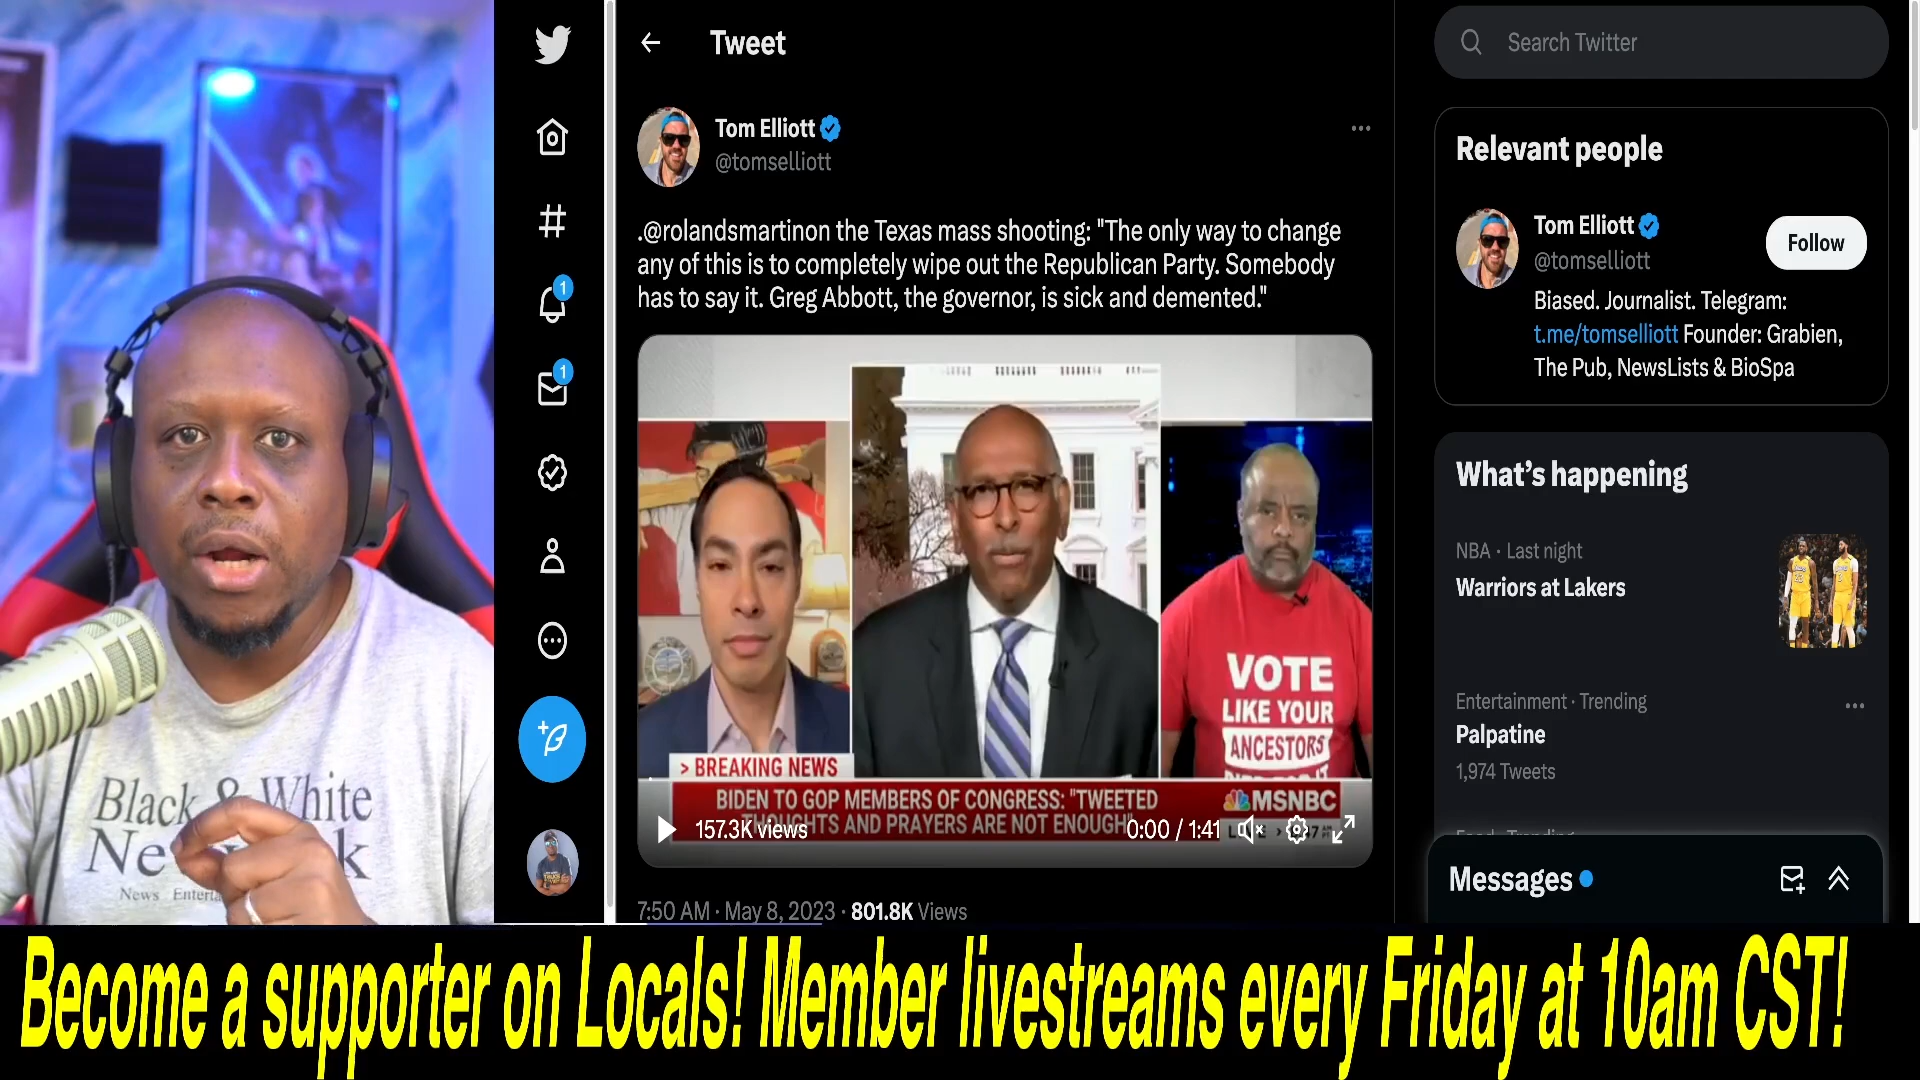 Tweet
Tom Elliott
@tomselliott
.@rolandsmartinon the Texas mass shooting: "The only way to change
any of this is to completely wipe out the Republican Party. Somebody
has to say it. Greg Abbott, the governor, is sick and demented."
VOTE
LIKE YOUR
ANCESTORS
> BREAKING NEWS
BIDEN TO GOP MEMBERS OF CONGRESS: "TWEETED
THOUGHTS AND PRAYERS ARE NOT ENOUGH"
MSNBC
157.3K views
0:00 / 1:41
7:50 AM · May 8, 2023 · 801.8K Views
Search Twitter
Relevant people
Tom Elliott
@tomselliott
Follow
Biased. Journalist. Telegram:
t.me/tomselliott Founder: Grabien,
The Pub, NewsLists & BioSpa
What's happening
NBA · Last night
Warriors at Lakers
Entertainment · Trending
Palpatine
1,974 Tweets
Messages
1
1
Black & White
News
Become a supporter on Locals! Member livestreams every Friday at 10am CST!